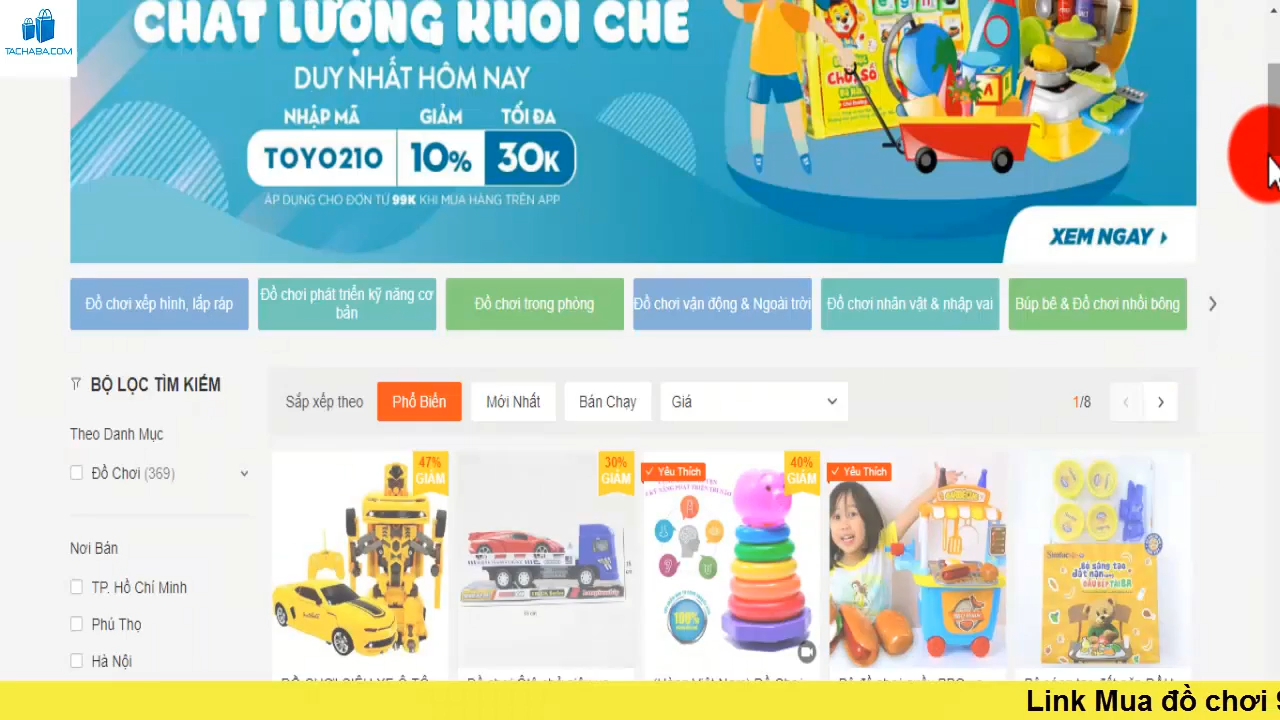 TACHABA.COM
CHẤT LƯỢNG KHỎI CHÊ
DUY NHẤT HÔM NAY
NHẬP MÃ GIẢM TỐI ĐA
TOYO210 10% 30K
ÁP DỤNG CHO ĐƠN TỪ 99K KHI MUA HÀNG TRÊN APP
XEM NGAY
Đồ chơi xếp hình, lắp ráp
Đồ chơi phát triển kỹ năng cơ
bản
Đồ chơi trong phòng
Đồ chơi vận động & Ngoài trời
Đồ chơi nhân vật & nhập vai
Búp bê & Đồ chơi nhồi bông
BỘ LỌC TÌM KIẾM
Sắp xếp theo Phổ Biến Mới Nhất Bán Chạy Giá 1/8
Theo Danh Mục
Đồ Chơi (369)
Nơi Bán
TP. Hồ Chí Minh
Phú Thọ
Hà Nội
47%
GIẢM
30%
GIẢM
Yêu Thích
40%
GIẢM
100%
Yêu Thích
Link Mua đồ chơi